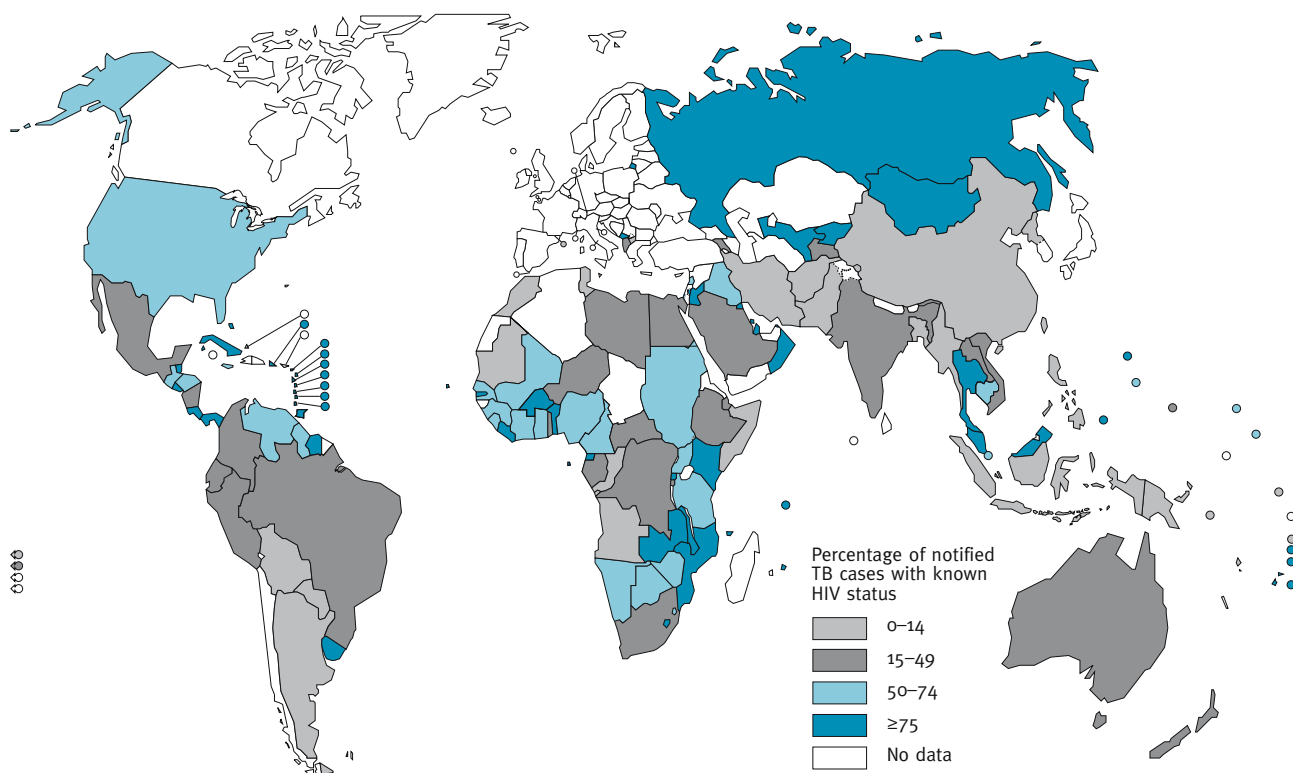 Percentage of notified
TB cases with known
HIV status
0–14
15–49
50–74
≥75
No data